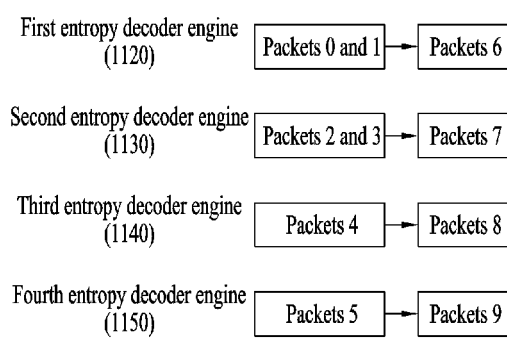 First entropy decoder engine
(1120)
Packets 0 and 1
Packets 6
Second entropy decoder engine
(1130)
Packets 2 and 3
Packets 7
Third entropy decoder engine
(1140)
Packets 4
Packets 8
Fourth entropy decoder engine
(1150)
Packets 5
Packets 9